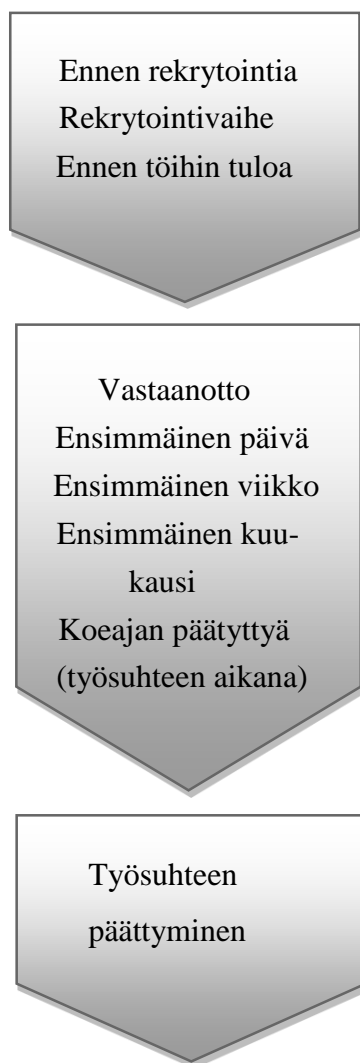 Ennen rekrytointia
Rekrytointivaihe
Ennen töihin tuloa
Vastaanotto
Ensimmäinen päivä
Ensimmäinen viikko
Ensimmäinen kuu-
kausi
Koeajan päätyttyä
(työsuhteen aikana)
Työsuhteen
päättyminen